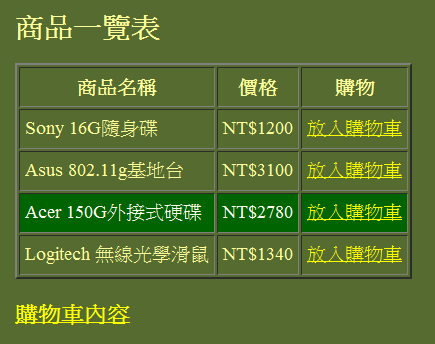 商品一覽表
商品名稱 價格 購物
Sony 16G隨身碟 NT$1200 放入購物車
Asus 802.11g基地台 NT$3100 放入購物車
Acer 150G外接式硬碟 NT$2780 放入購物車
Logitech 無線光學滑鼠 NT$1340 放入購物車
購物車內容